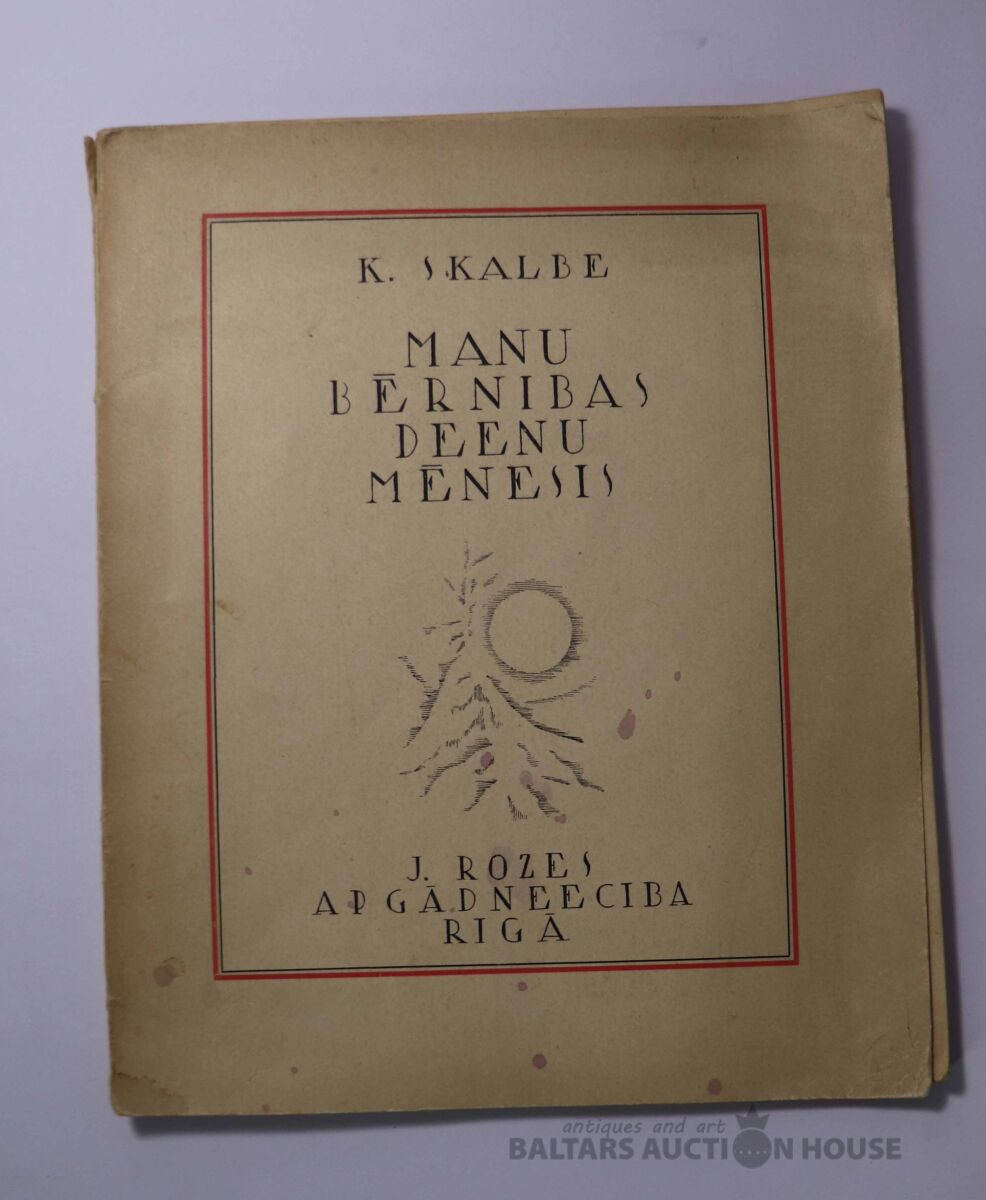 K. SKALBE
MANU
BĒRNIBAS
DEENU
MĒNESIS
J. ROZES
APGĀDNEECIBA
RIGĀ
antiques and art
BALTARS AUCTION HOUSE